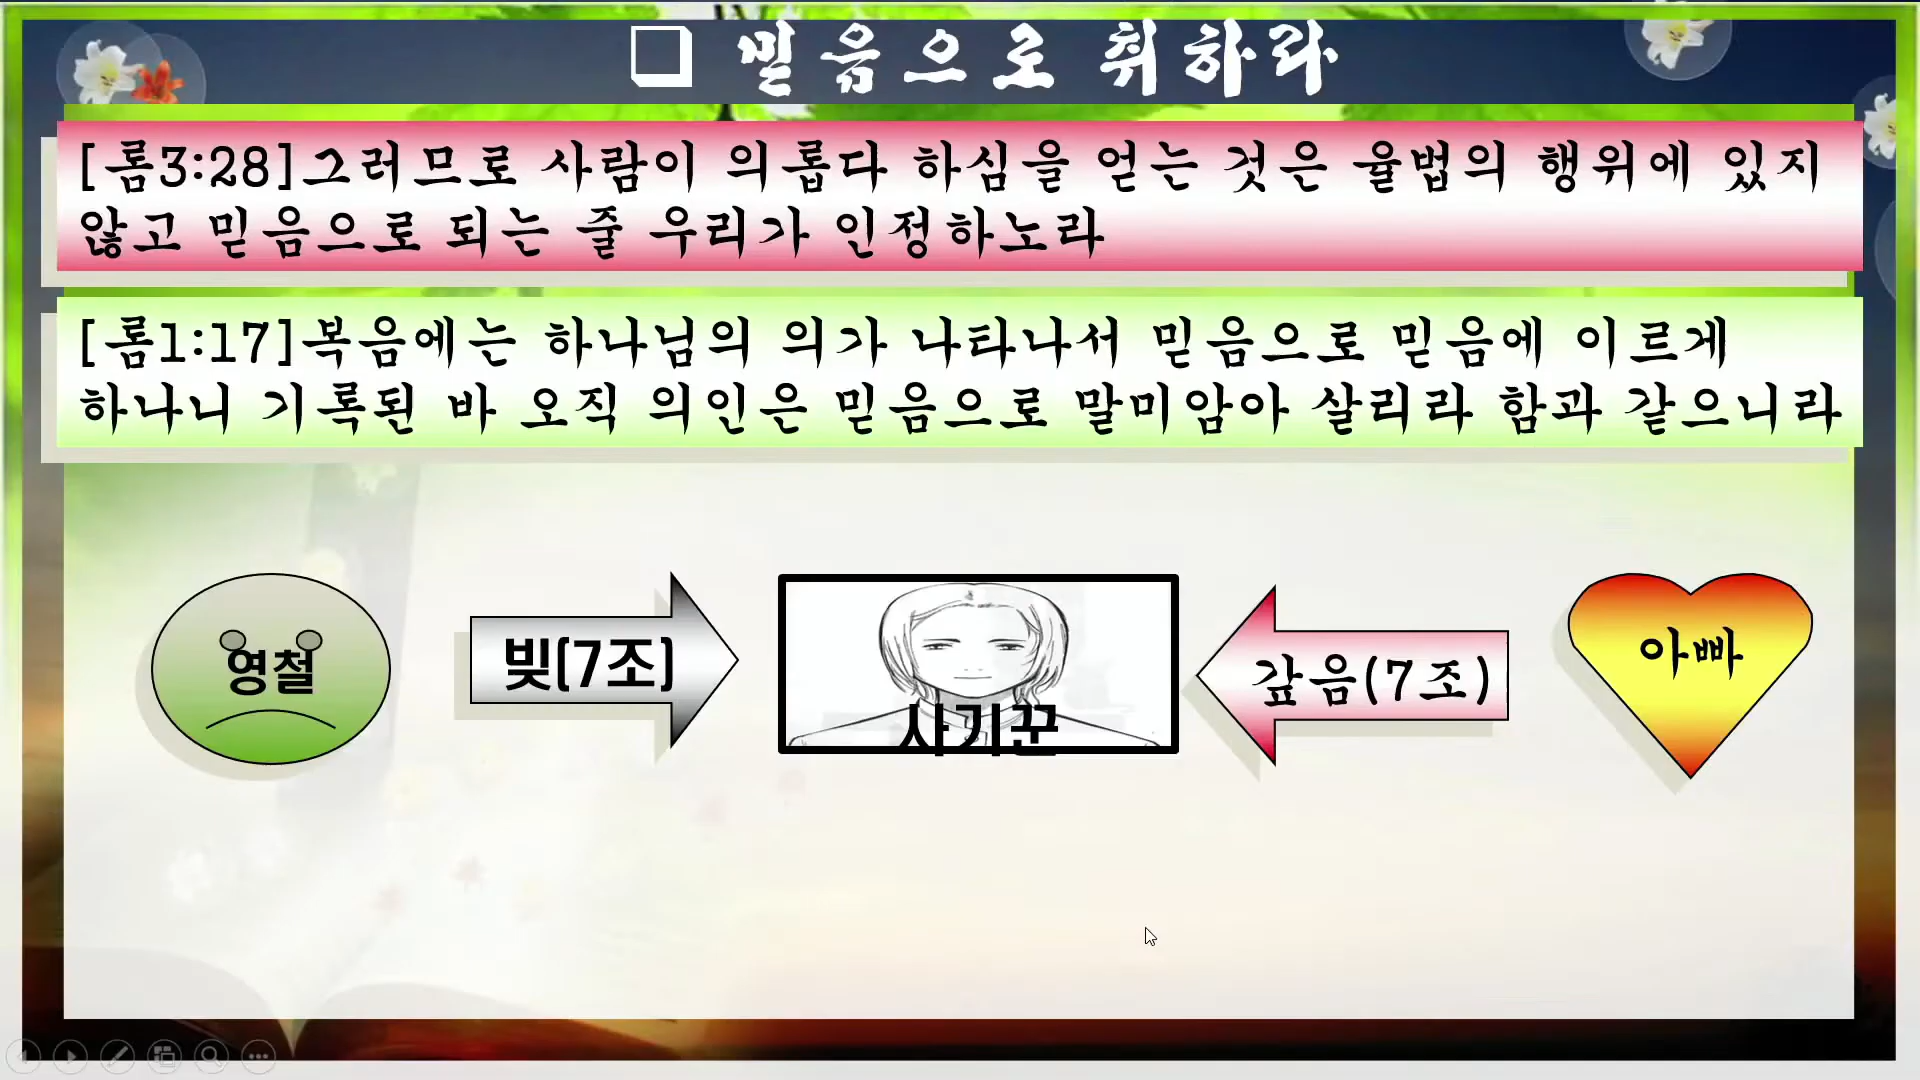 ❑ 믿음으로 취하라
[롬3:28]그러므로 사람이 의롭다 하심을 얻는 것은 율법의 행위에 있지
않고 믿음으로 되는 줄 우리가 인정하노라
[롬1:17]복음에는 하나님의 의가 나타나서 믿음으로 믿음에 이르게
하나니 기록된 바 오직 의인은 믿음으로 말미암아 살리라 함과 같으니라
영철
빚(7조)
사기꾼
갚음(7조)
아빠